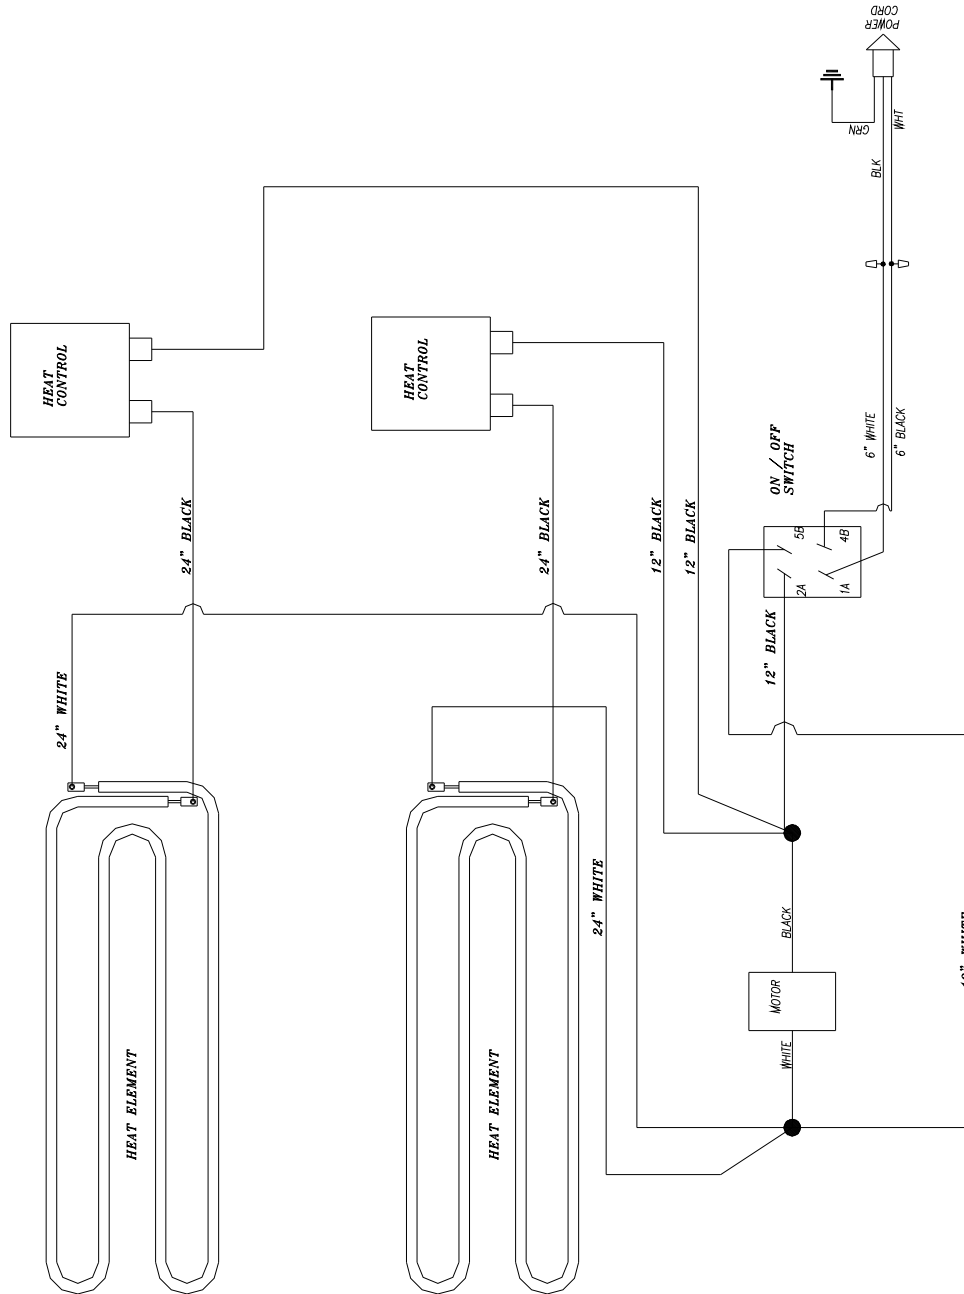 POWER
CORD
GRN
WHT
BLK
HEAT
CONTROL
HEAT
CONTROL
6" WHITE
6" BLACK
ON / OFF
SWITCH
24" BLACK
24" BLACK
12" BLACK
12" BLACK
5B
4B
2A
1A
12" BLACK
24" WHITE
24" WHITE
BLACK
MOTOR
WHITE
HEAT ELEMENT
HEAT ELEMENT